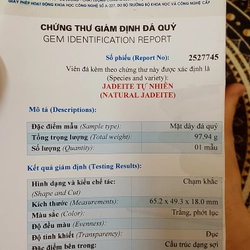 CHỨNG THƯ GIÁM ĐỊNH ĐÁ QUÝ
GEM IDENTIFICATION REPORT
Số phiếu (Report No): 2527745
Viên đá kèm theo chứng thư này được xác định là
(Species and variety):
JADEITE TỰ NHIÊN
(NATURAL JADEITE)
Mô tả (Descriptions):
Đặc điểm mẫu (Sample type): Mặt dây đá quý
Tổng trọng lượng (Total weight): 97.94 g
Số lượng (Quantity): 01 mẫu
Kết quả giám định (Testing Results):
Hình dạng và kiểu chế tác: Chạm khắc
(Shape and Cut)
Kích thước (Measurements): 65.2 x 49.3 x 18.0 mm
Màu sắc (Color): Trắng, phớt lục
Độ đều màu (Evenness): Đều
Độ tinh khiết (Transparency): Đục
Đặc điểm bên trong: Cấu trúc dạng sợi